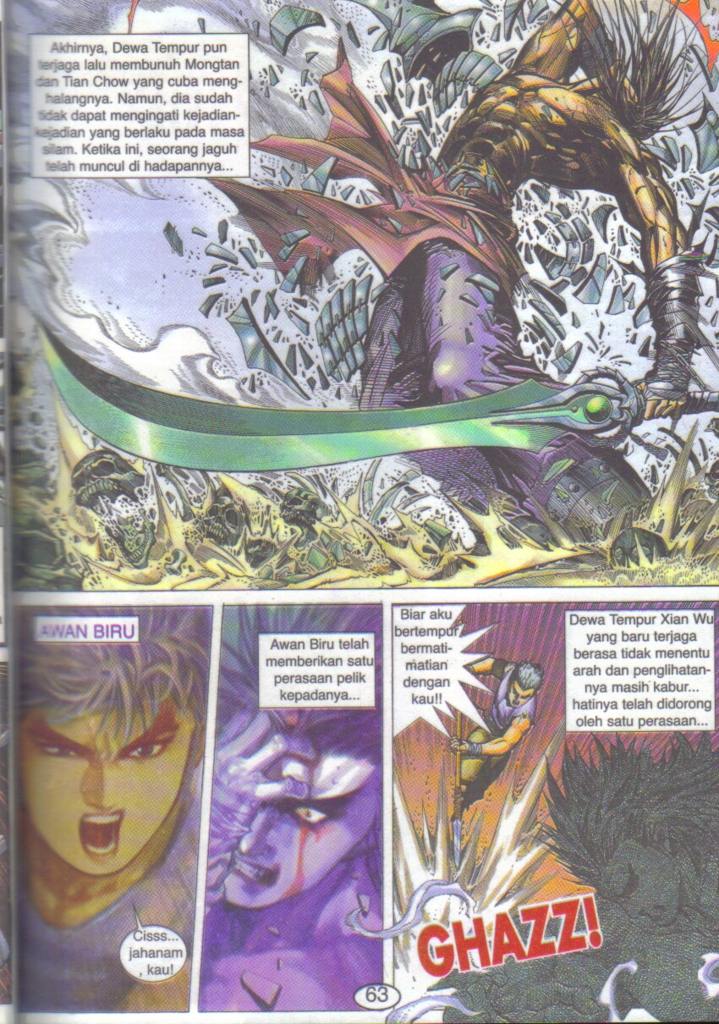 Akhirnya, Dewa Tempur pun
terjaga lalu membunuh Mongtan
dan Tian Chow yang cuba meng-
halangnya. Namun, dia sudah
tidak dapat mengingati kejadian-
kejadian yang berlaku pada masa
silam. Ketika ini, seorang jaguh
telah muncul di hadapannya...
AWAN BIRU
Cisss...
jahanam
, kau!
Awan Biru telah
memberikan satu
perasaan pelik
kepadanya...
Biar aku
bertempur
bermati-
matian
dengan
kau!!
Dewa Tempur Xian Wu
yang baru terjaga
berasa tidak menentu
arah dan penglihatan-
nya masih kabur...
hatinya telah didorong
oleh satu perasaan...
GHAZZ!
63